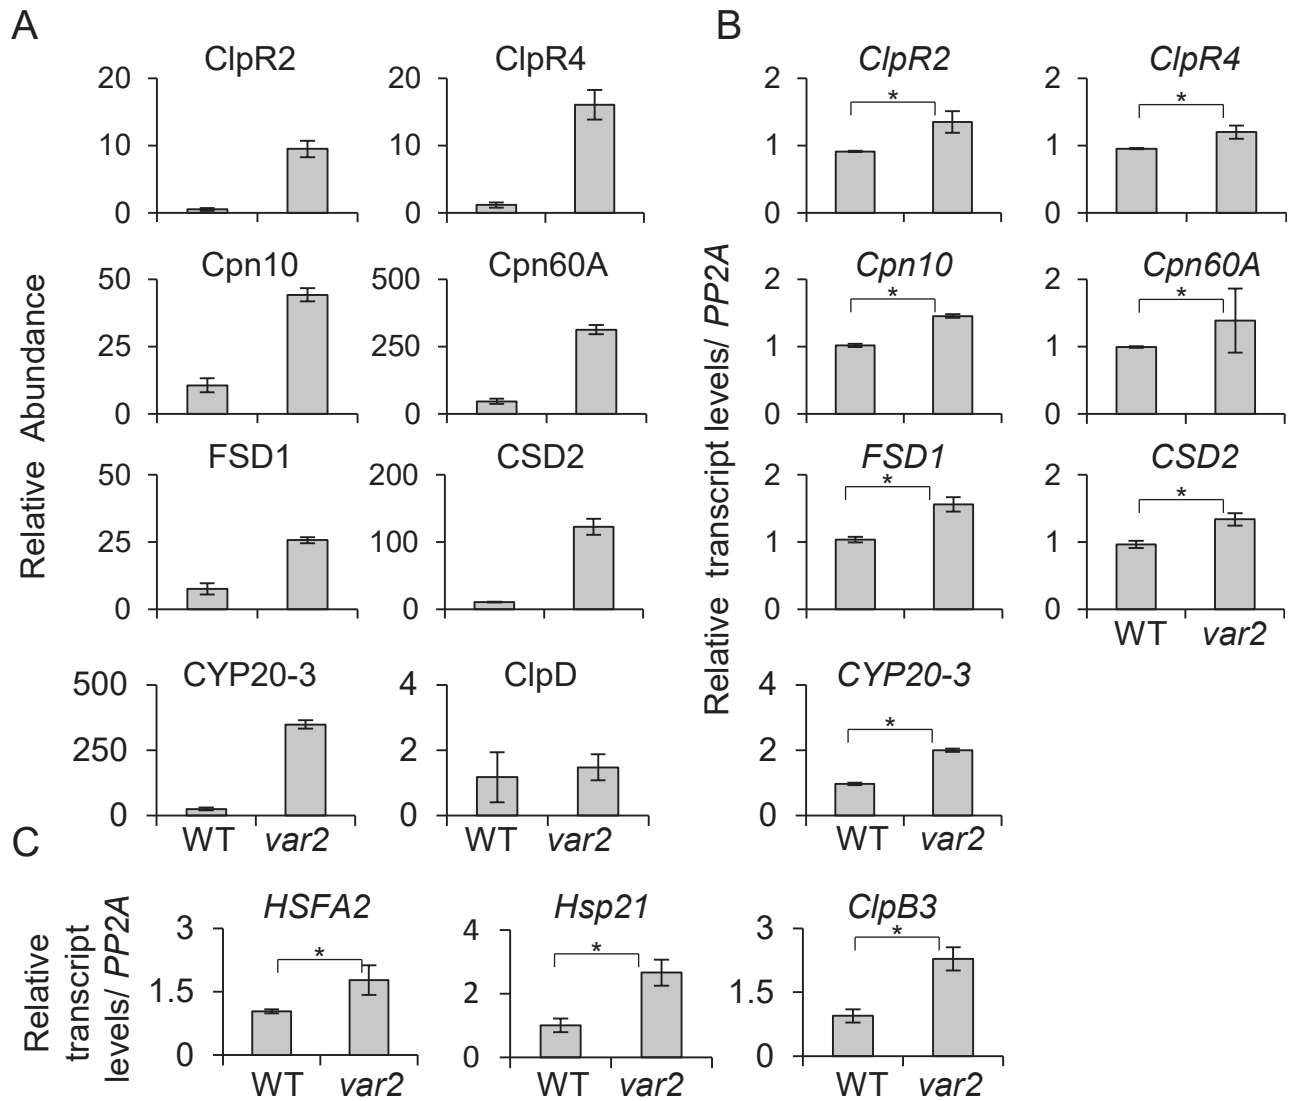 A
B
ClpR2
ClpR4
ClpR2
ClpR4
20
10
0
20
10
0
2
1
0
2
1
0
Relative Abundance
Relative transcript levels/ PP2A
*
*
Cpn10
Cpn60A
Cpn10
Cpn60A
50
25
0
500
250
0
2
1
0
2
1
0
*
*
FSD1
CSD2
FSD1
CSD2
50
25
0
200
100
0
2
1
0
2
1
0
*
*
WT var2
CYP20-3
ClpD
CYP20-3
500
250
0
4
2
0
4
2
0
*
WT var2
WT var2
WT var2
C
Relative
transcript
levels/ PP2A
HSFA2
Hsp21
ClpB3
3
1.5
0
4
2
0
3
1.5
0
*
*
*
WT var2
WT var2
WT var2